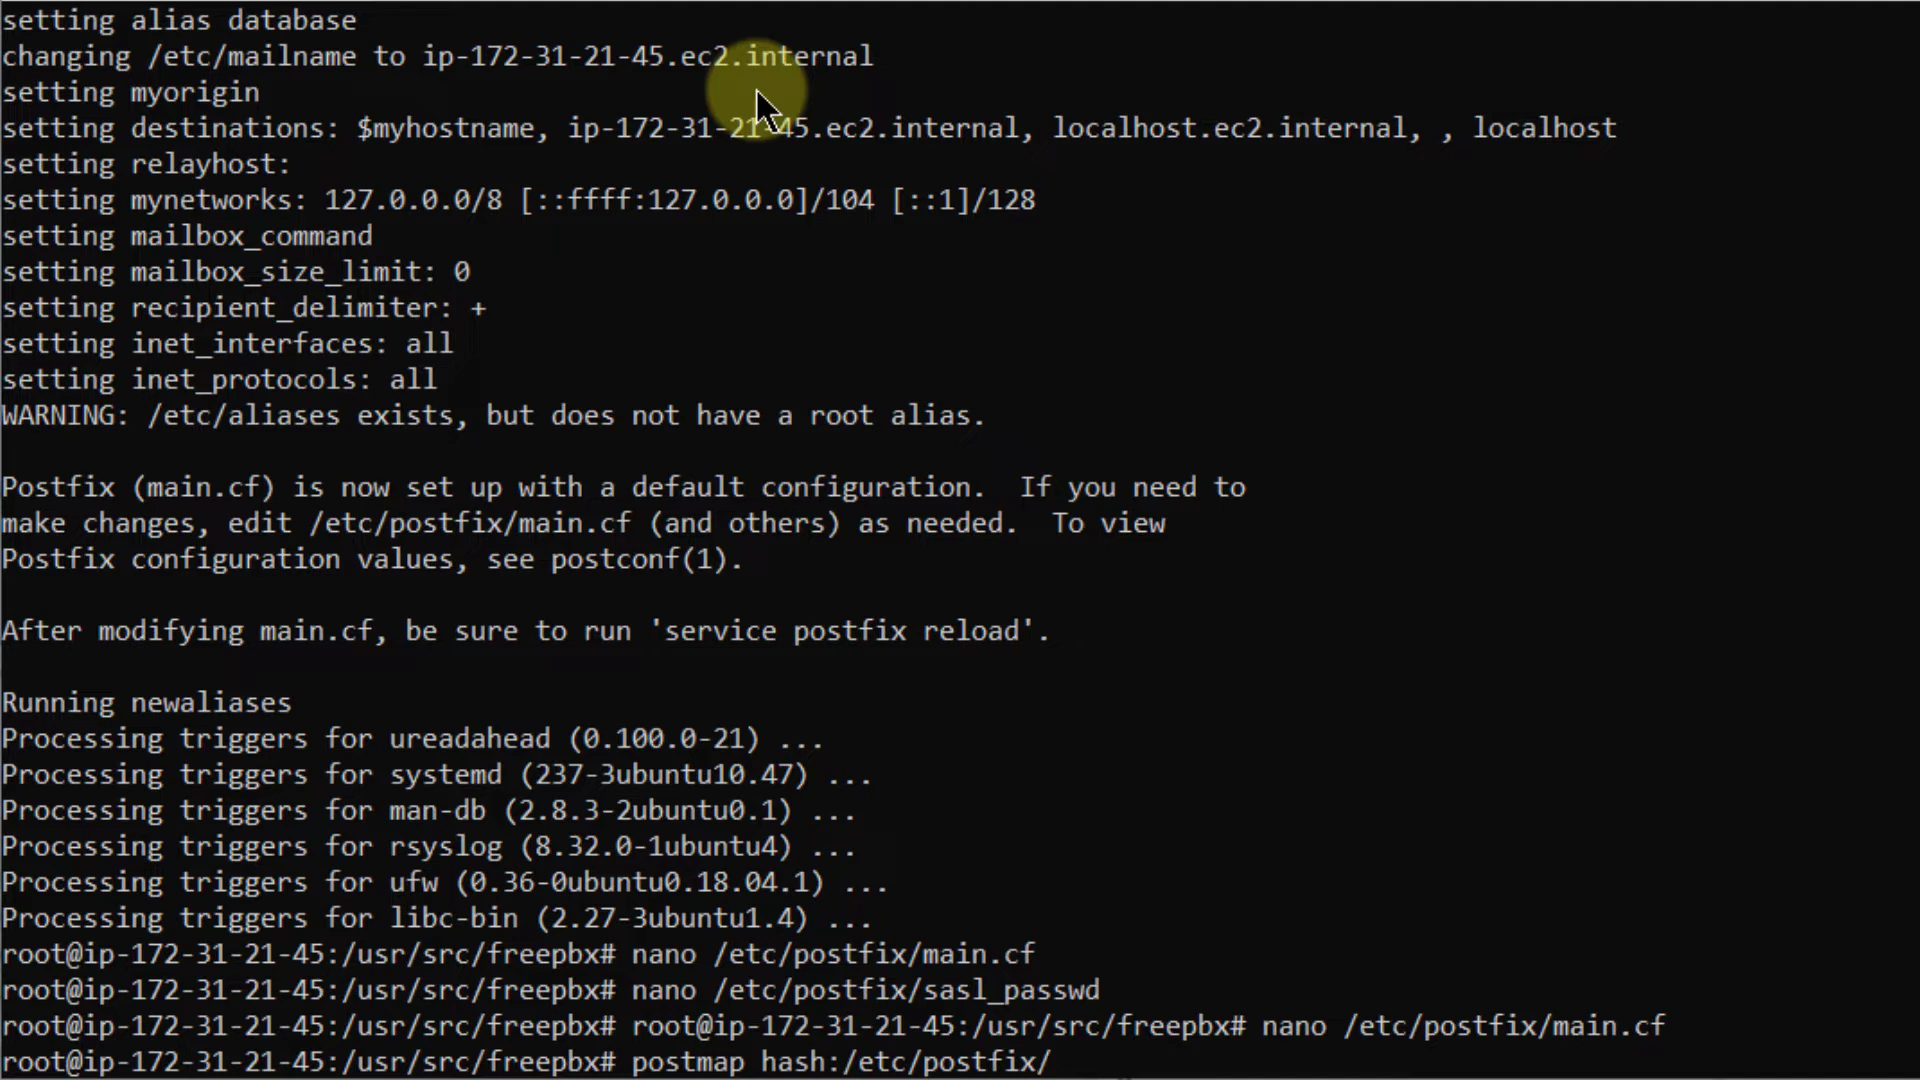 setting alias database
changing /etc/mailname to ip-172-31-21-45.ec2.internal
setting myorigin
setting destinations: $myhostname, ip-172-31-21-45.ec2.internal, localhost.ec2.internal, , localhost
setting relayhost:
setting mynetworks: 127.0.0.0/8 [::ffff:127.0.0.0]/104 [::1]/128
setting mailbox_command
setting mailbox_size_limit: 0
setting recipient_delimiter: +
setting inet_interfaces: all
setting inet_protocols: all
WARNING: /etc/aliases exists, but does not have a root alias.
Postfix (main.cf) is now set up with a default configuration.  If you need to
make changes, edit /etc/postfix/main.cf (and others) as needed.  To view
Postfix configuration values, see postconf(1).
After modifying main.cf, be sure to run 'service postfix reload'.
Running newaliases
Processing triggers for ureadahead (0.100.0-21) ...
Processing triggers for systemd (237-3ubuntu10.47) ...
Processing triggers for man-db (2.8.3-2ubuntu0.1) ...
Processing triggers for rsyslog (8.32.0-1ubuntu4) ...
Processing triggers for ufw (0.36-0ubuntu0.18.04.1) ...
Processing triggers for libc-bin (2.27-3ubuntu1.4) ...
root@ip-172-31-21-45:/usr/src/freepbx# nano /etc/postfix/main.cf
root@ip-172-31-21-45:/usr/src/freepbx# nano /etc/postfix/sasl_passwd
root@ip-172-31-21-45:/usr/src/freepbx# root@ip-172-31-21-45:/usr/src/freepbx# nano /etc/postfix/main.cf
root@ip-172-31-21-45:/usr/src/freepbx# postmap hash:/etc/postfix/